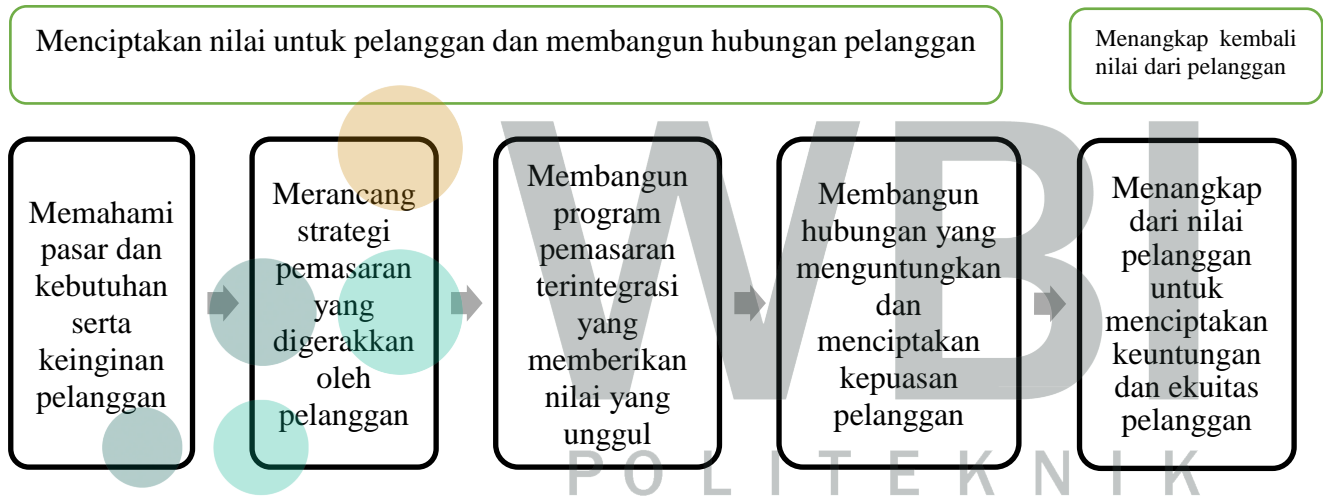 Menciptakan nilai untuk pelanggan dan membangun hubungan pelanggan
Menangkap kembali
nilai dari pelanggan
Memahami
pasar dan
kebutuhan
serta
keinginan
pelanggan
Merancang
strategi
pemasaran
yang
digerakkan
oleh
pelanggan
Membangun
program
pemasaran
terintegrasi
yang
memberikan
nilai yang
unggul
Membangun
hubungan yang
menguntungkan
dan
menciptakan
kepuasan
pelanggan
Menangkap
dari nilai
pelanggan
untuk
menciptakan
keuntungan
dan ekuitas
pelanggan
WBI
POLITEKNIK